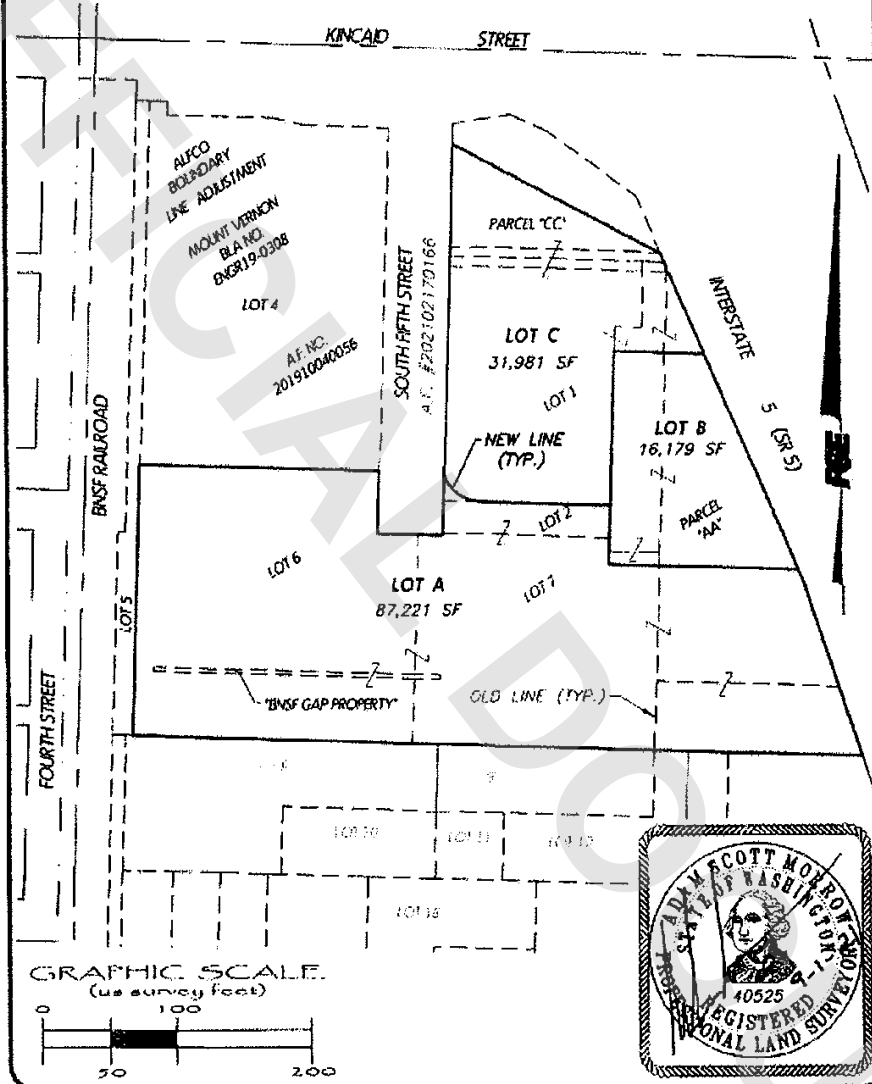 KINCAID STREET
ALFCO
BOUNDARY
LINE ADJUSTMENT
MOUNT VERNON
BLA NO.
ENGR19-0308
LOT 4
A.F. NO.
201910040056
SOUTH FIFTH STREET
A.F. #202102170166
PARCEL "CC"
LOT C
31,981 SF
LOT 1
INTERSTATE
5 (SR 5)
NEW LINE
(TYP.)
LOT B
16,179 SF
PARCEL
"AA"
BNSF RAILROAD
LOT 2
LOT 6
LOT A
87,221 SF
LOT 7
LOT 5
"BNSF GAP PROPERTY"
OLD LINE (TYP.)
FOURTH STREET
9
LOT 10
LOT 11
LOT 18
GRAPHIC SCALE
(us survey feet)
0 100
50 200
ADAM SCOTT MORROW
STATE OF WASHINGTON
40525
REGISTERED
PROFESSIONAL LAND SURVEYOR